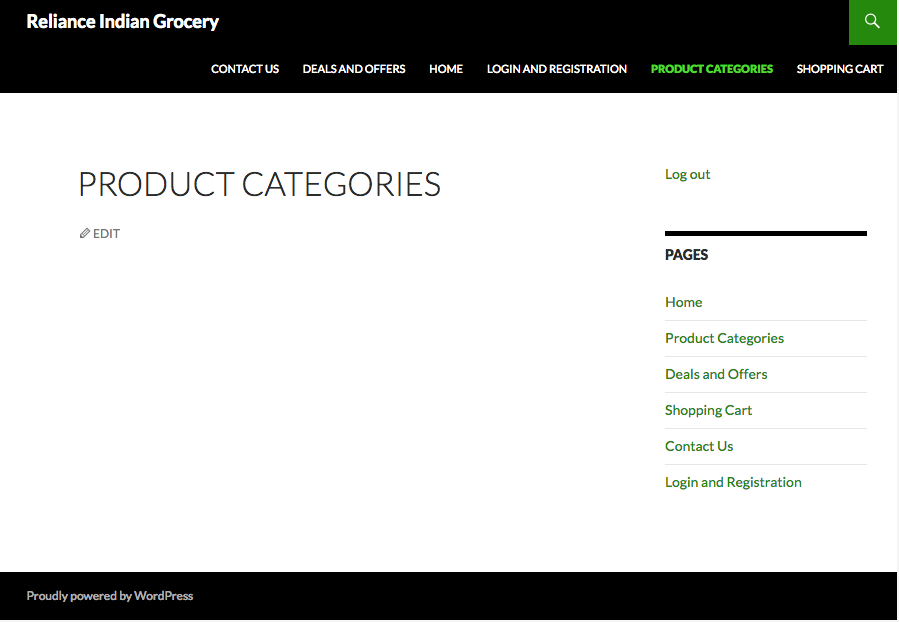 Reliance Indian Grocery
CONTACT US DEALS AND OFFERS HOME LOGIN AND REGISTRATION PRODUCT CATEGORIES SHOPPING CART
PRODUCT CATEGORIES
EDIT
Log out
PAGES
Home
Product Categories
Deals and Offers
Shopping Cart
Contact Us
Login and Registration
Proudly powered by WordPress